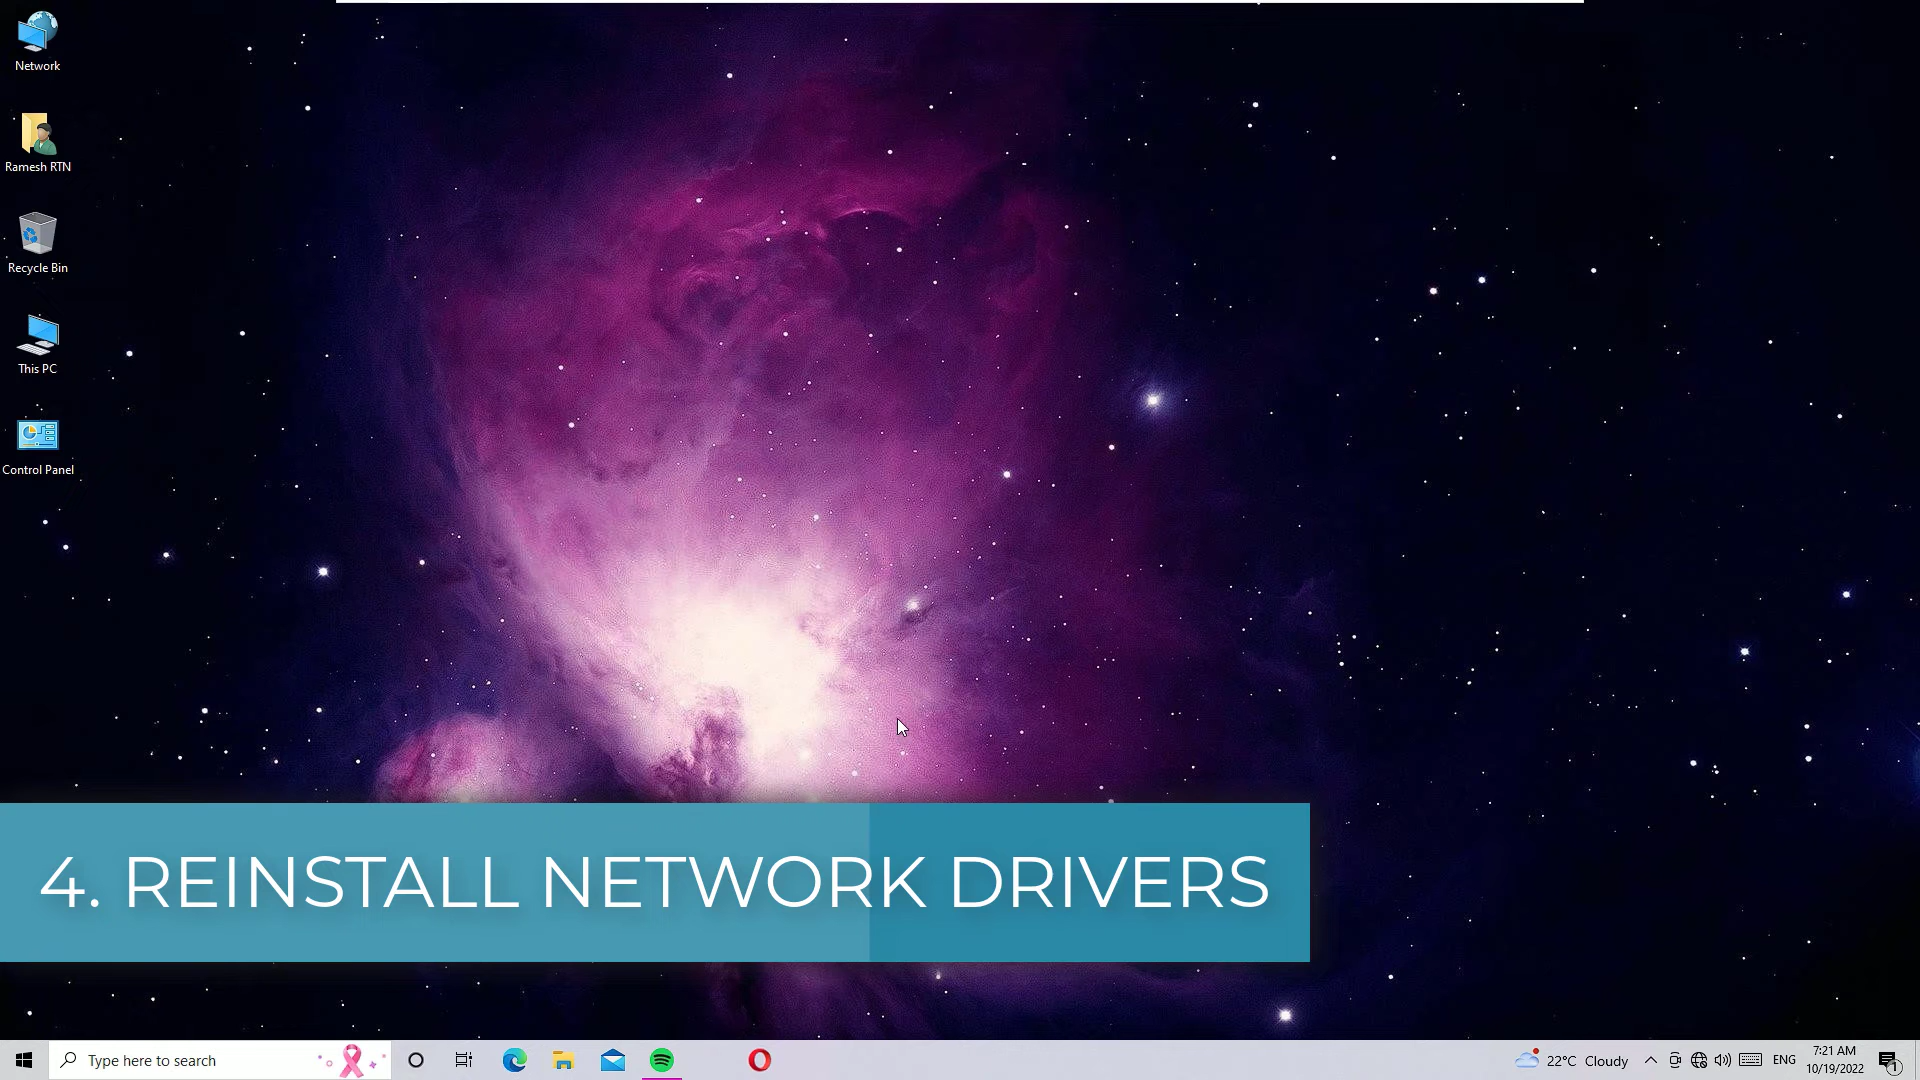 Network
Ramesh RTN
Recycle Bin
This PC
Control Panel
4. REINSTALL NETWORK DRIVERS
Type here to search
22°C Cloudy
ENG
7:21 AM
10/19/2022
1